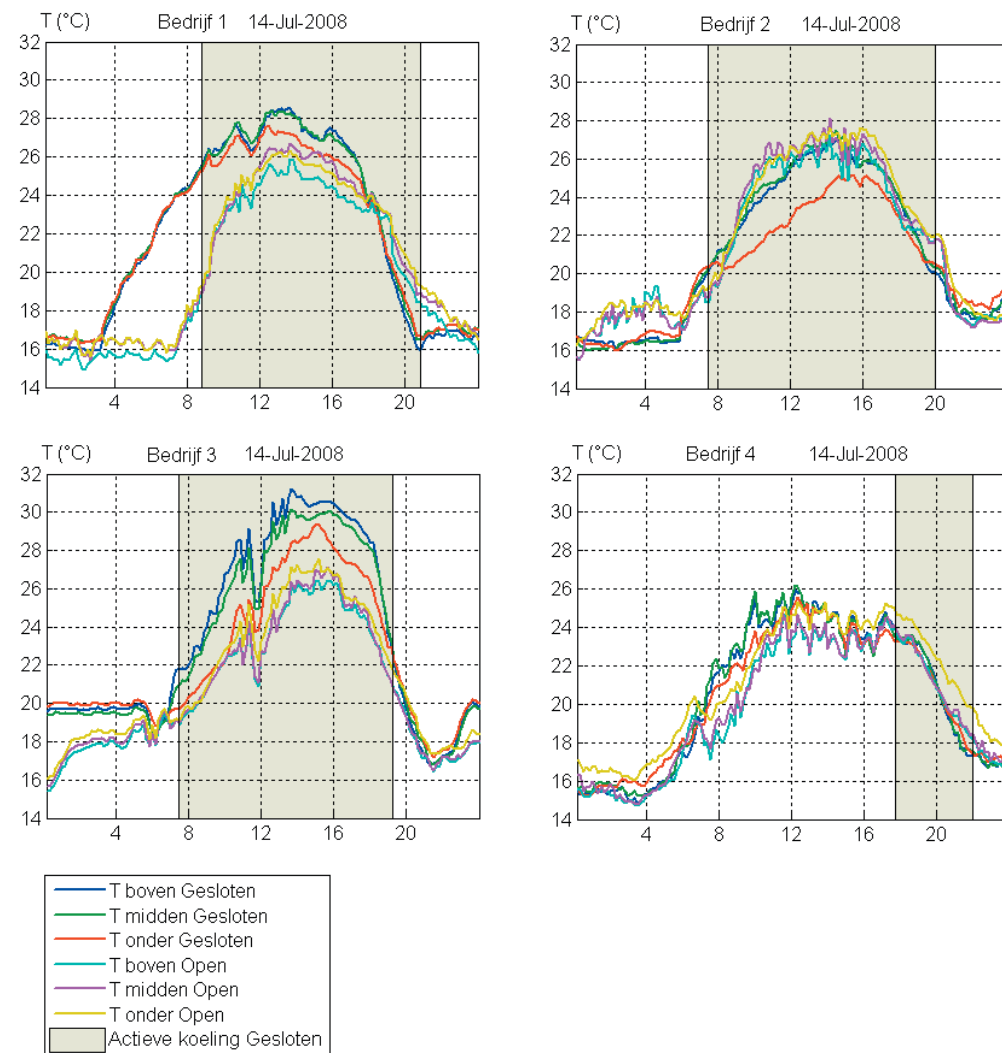 T (°C) Bedrijf 1 14-Jul-2008
32
30
28
26
24
22
20
18
16
14
4 8 12 16 20
T (°C) Bedrijf 2 14-Jul-2008
32
30
28
26
24
22
20
18
16
14
4 8 12 16 20
T (°C) Bedrijf 3 14-Jul-2008
32
30
28
26
24
22
20
18
16
14
4 8 12 16 20
T (°C) Bedrijf 4 14-Jul-2008
32
30
28
26
24
22
20
18
16
14
4 8 12 16 20
T boven Gesloten
T midden Gesloten
T onder Gesloten
T boven Open
T midden Open
T onder Open
Actieve koeling Gesloten